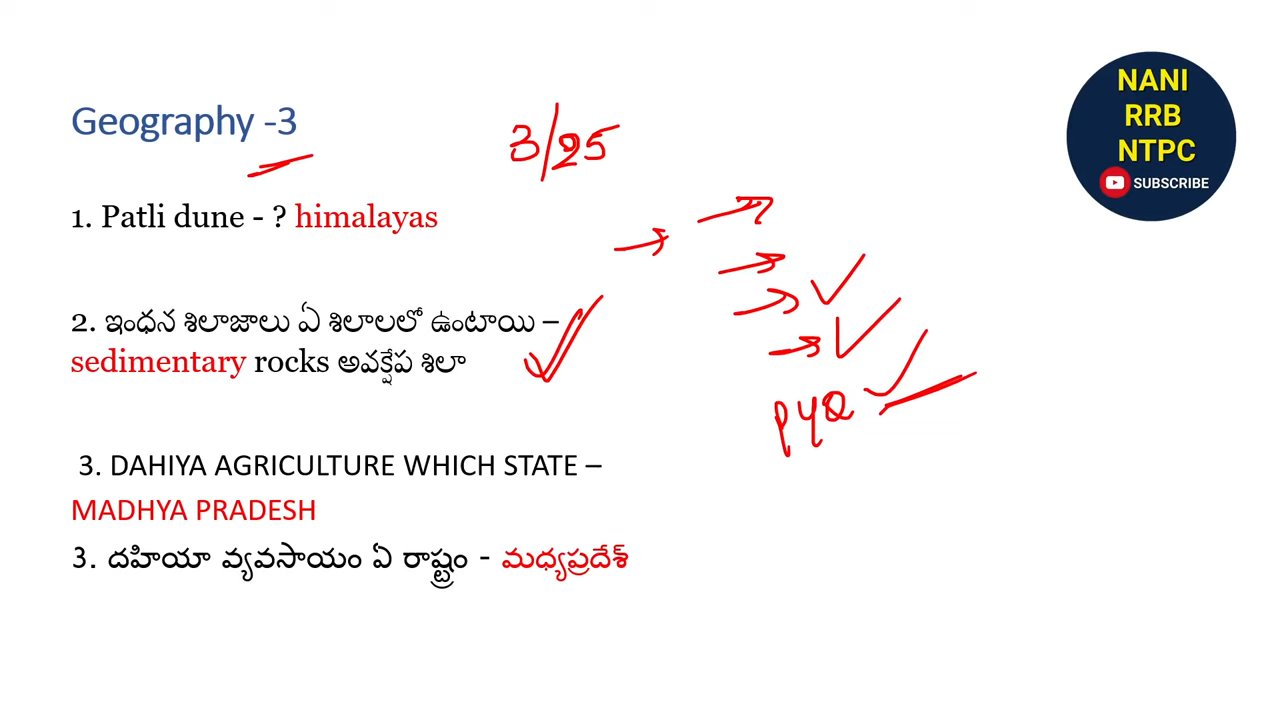 Geography -3
3/25
NANI
RRB
NTPC
SUBSCRIBE
1. Patli dune - ? himalayas
2. ఇంధన శిలాజాలు ఏ శిలాలలో ఉంటాయి –
sedimentary rocks అవక్షేప శిలా
PYQ
3. DAHIYA AGRICULTURE WHICH STATE –
MADHYA PRADESH
3. దహియా వ్యవసాయం ఏ రాష్ట్రం - మధ్యప్రదేశ్